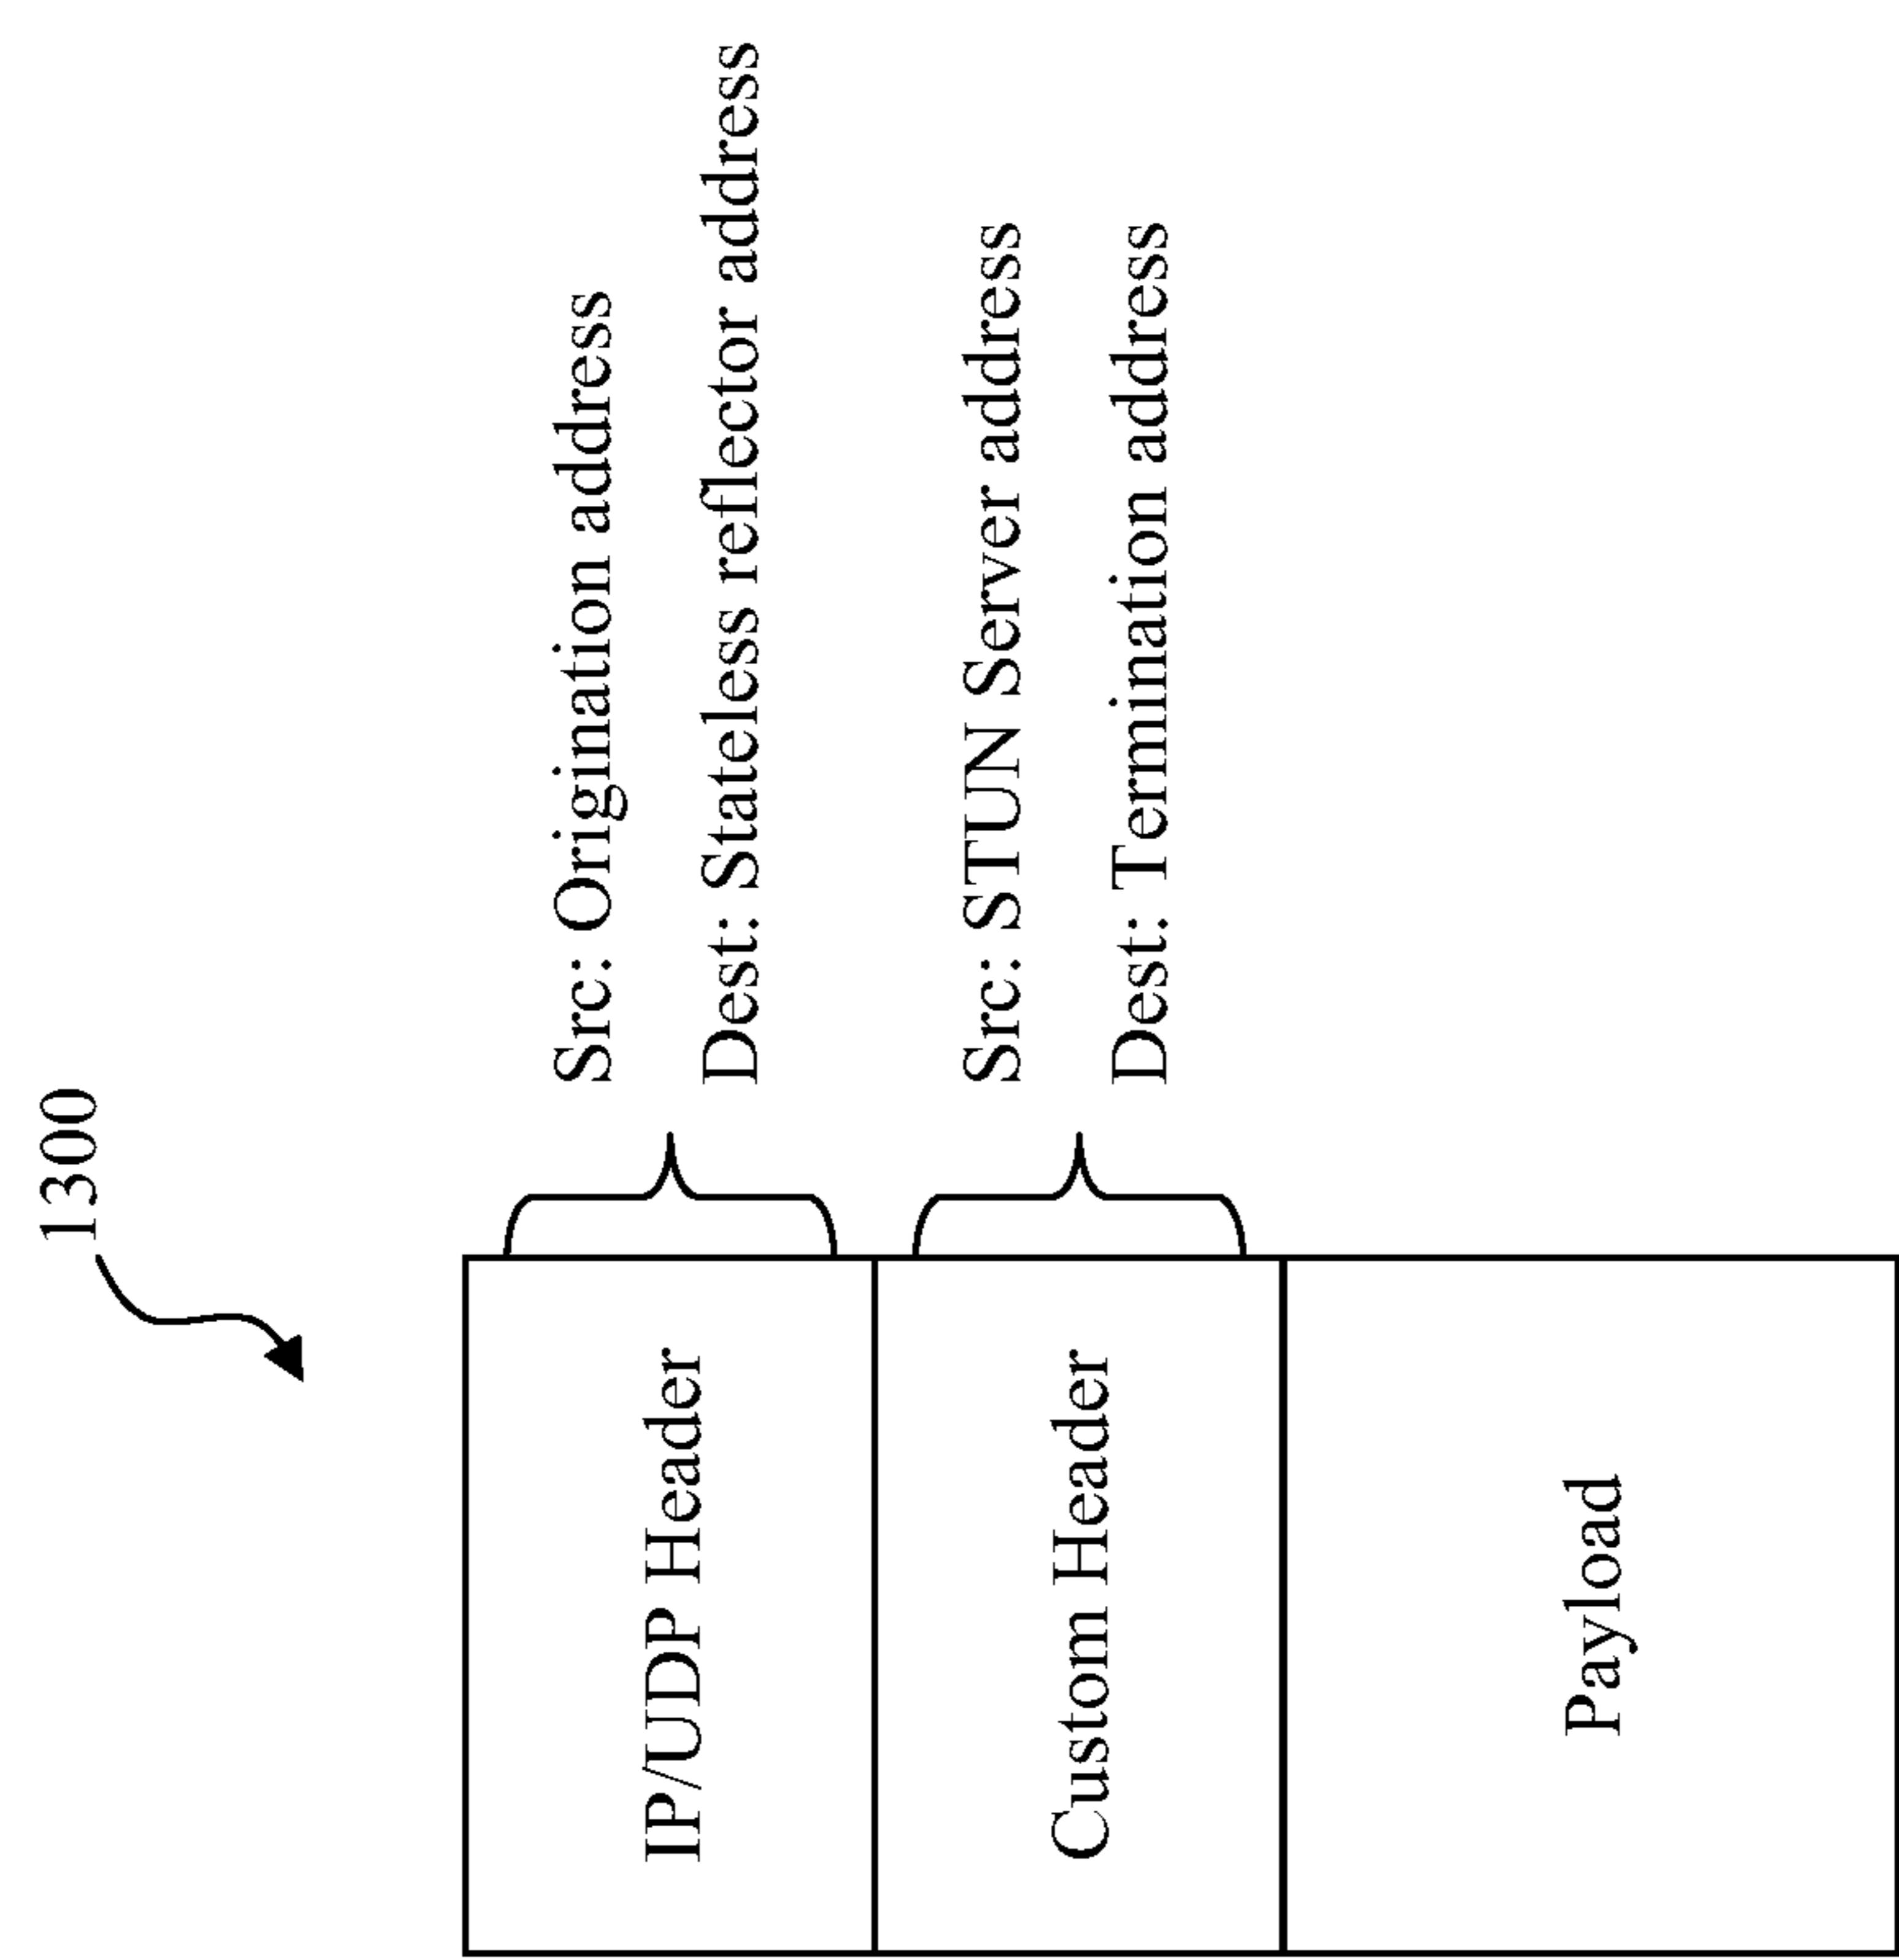 1300
IP/UDP Header
Src: Origination address
Dest: Stateless reflector address
Custom Header
Src: STUN Server address
Dest: Termination address
Payload